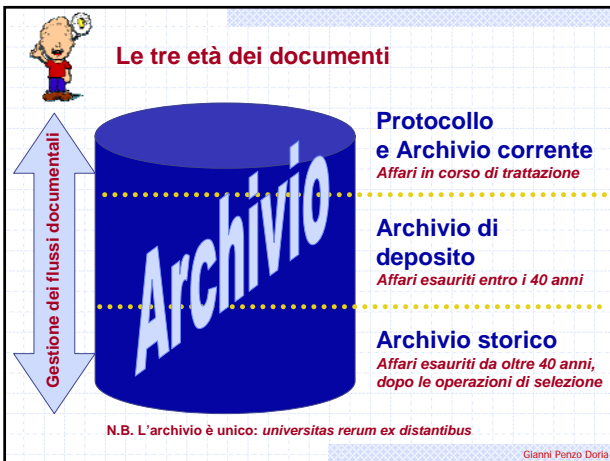 Le tre età dei documenti
Gestione dei flussi documentali
Archivio
Protocollo
e Archivio corrente
Affari in corso di trattazione
Archivio di
deposito
Affari esauriti entro i 40 anni
Archivio storico
Affari esauriti da oltre 40 anni,
dopo le operazioni di selezione
N.B. L'archivio è unico: universitas rerum ex distantibus
Gianni Penzo Doria